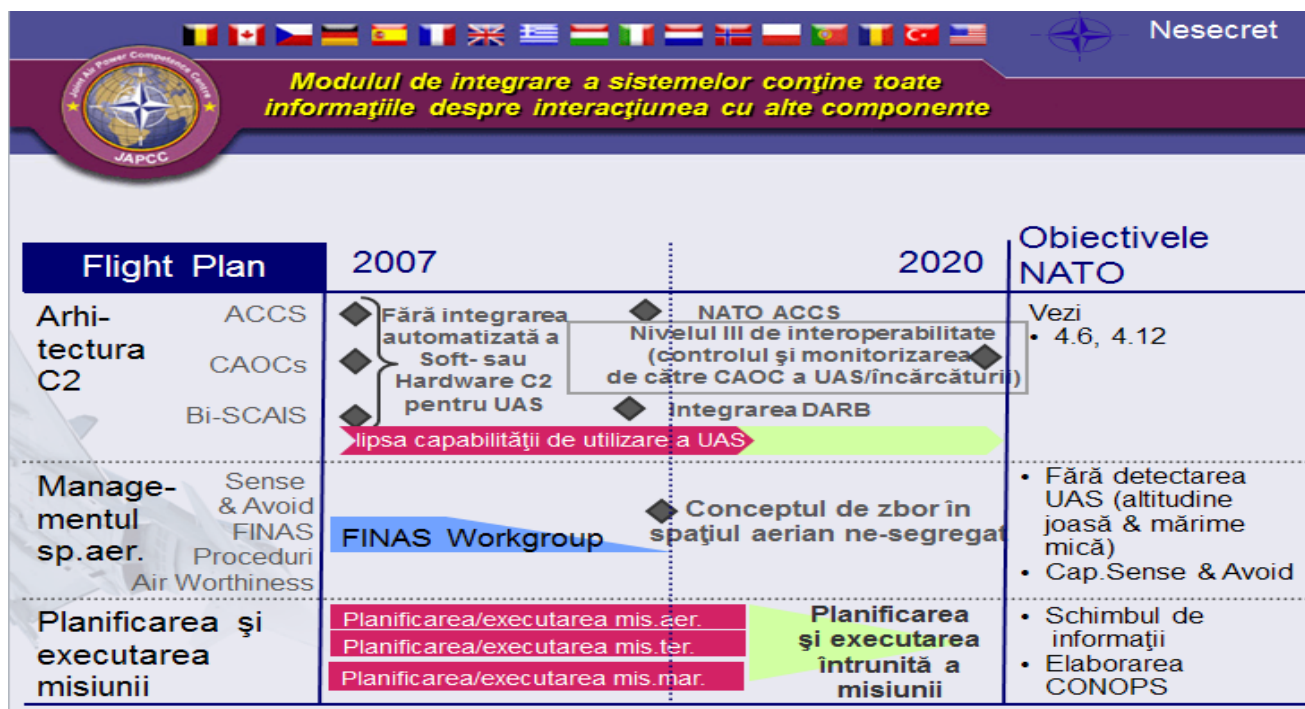 Nesecret
Joint Air Power Competence Centre
JAPCC
Modulul de integrare a sistemelor conţine toate
informaţiile despre interacţiunea cu alte componente
Flight Plan
2007
2020
Obiectivele
NATO
Arhi-
tectura
C2
ACCS
CAOCs
Bi-SCAIS
Fără integrarea
automatizată a
Soft- sau
Hardware C2
pentru UAS
NATO ACCS
Nivelul III de interoperabilitate
(controlul şi monitorizarea
de către CAOC a UAS/încărcăturii)
Integrarea DARB
lipsa capabilităţii de utilizare a UAS
Vezi
• 4.6, 4.12
Manage-
mentul
sp.aer.
Sense
& Avoid
FINAS
Proceduri
Air Worthiness
FINAS Workgroup
Conceptul de zbor în
spaţiul aerian ne-segregat
• Fără detectarea
UAS (altitudine
joasă & mărime
mică)
• Cap.Sense & Avoid
Planificarea şi
executarea
misiunii
Planificarea/executarea mis.aer.
Planificarea/executarea mis.ter.
Planificarea/executarea mis.mar.
Planificarea
şi executarea
întrunită a
misiunii
• Schimbul de
informaţii
• Elaborarea
CONOPS